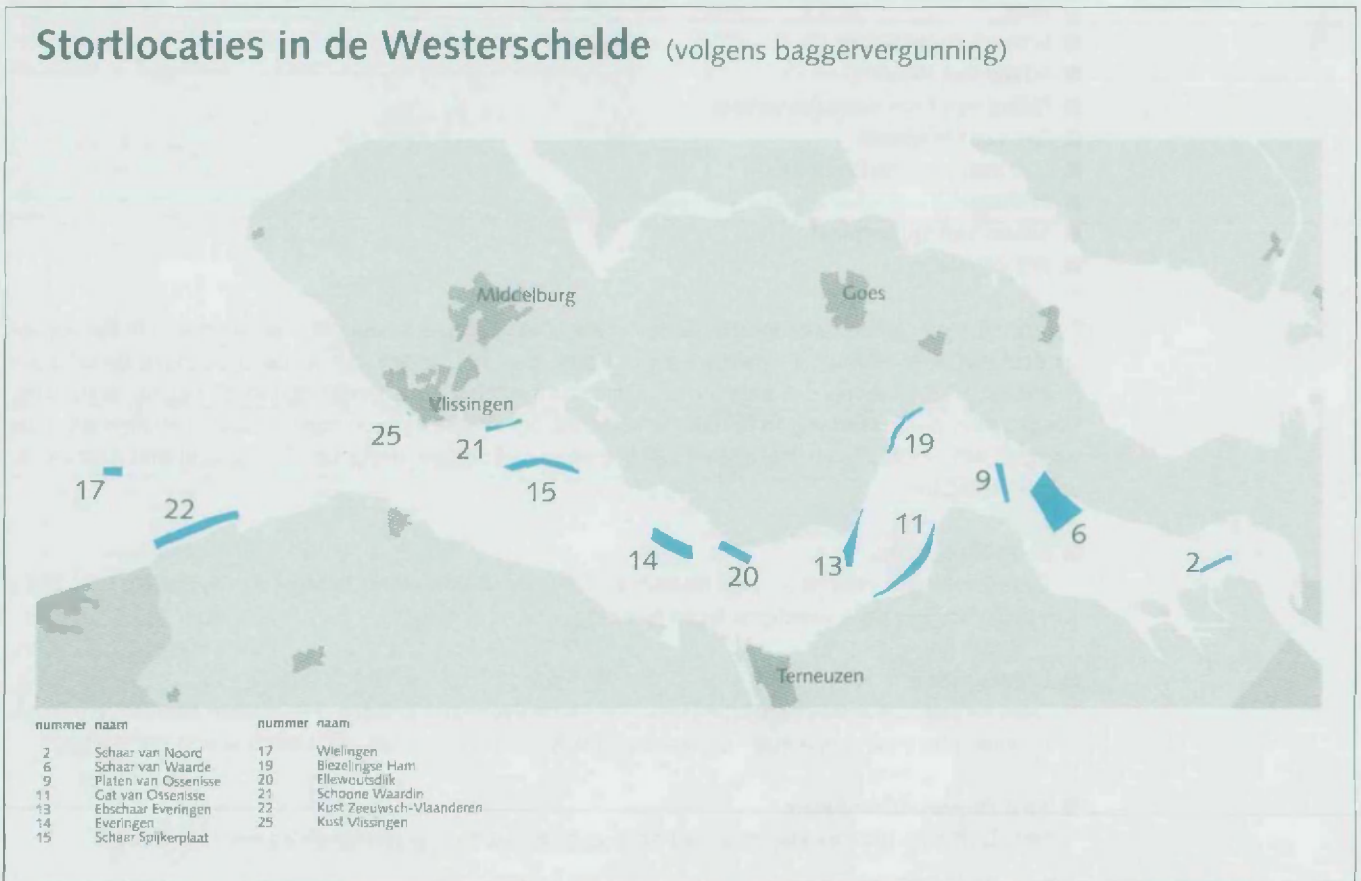 Stortlocaties in de Westerschelde (volgens baggervergunning)
Middelburg
Goes
Vlissingen
25
21
19
17
15
9
22
11
6
14
20
13
2
Terneuzen
nummer naam
2 Schaar van Noord
6 Schaar van Waarde
9 Platen van Ossenisse
11 Gat van Ossenisse
13 Ebschaar Everingen
14 Everingen
15 Schaar Spijkerplaat
nummer naam
17 Wielingen
19 Biezelingse Ham
20 Ellewoutsdijk
21 Schoone Waardin
22 Kust Zeeuwsch-Vlaanderen
25 Kust Vlissingen